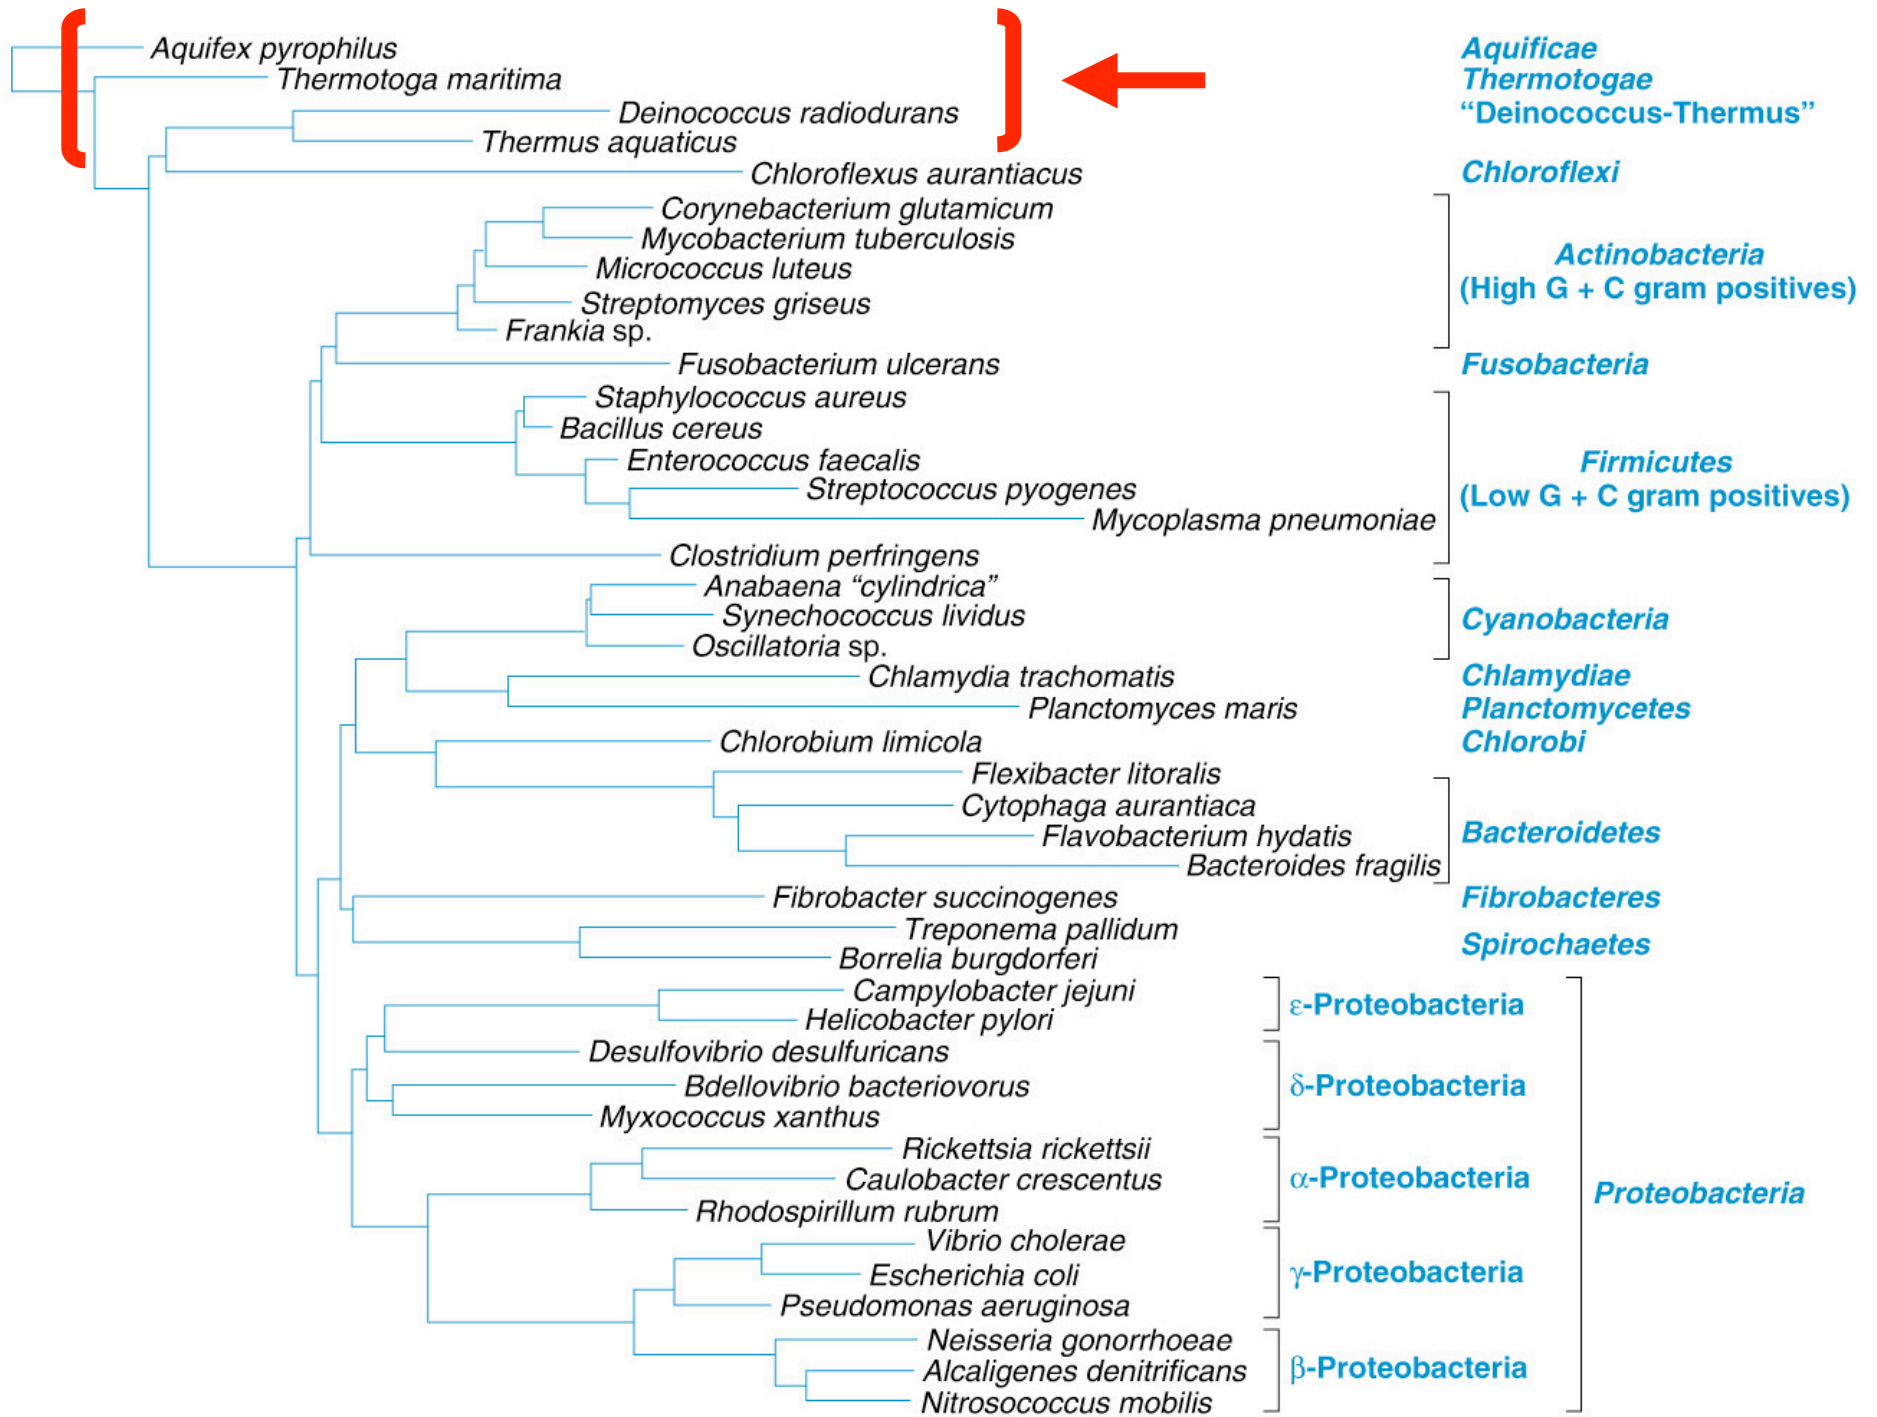 Aquifex pyrophilus Aquificae
Thermotoga maritima Thermotogae
Deinococcus radiodurans “Deinococcus-Thermus”
Thermus aquaticus
Chloroflexus aurantiacus Chloroflexi
Corynebacterium glutamicum
Mycobacterium tuberculosis
Actinobacteria
Micrococcus luteus
(High G + C gram positives)
Streptomyces griseus
Frankia sp.
Fusobacterium ulcerans Fusobacteria
Staphylococcus aureus
Bacillus cereus
Enterococcus faecalis Firmicutes
Streptococcus pyogenes (Low G + C gram positives)
Mycoplasma pneumoniae
Clostridium perfringens
Anabaena “cylindrica”
Synechococcus lividus Cyanobacteria
Oscillatoria sp.
Chlamydia trachomatis Chlamydiae
Planctomyces maris Planctomycetes
Chlorobium limicola Chlorobi
Flexibacter litoralis
Cytophaga aurantiaca
Flavobacterium hydatis Bacteroidetes
Bacteroides fragilis
Fibrobacter succinogenes Fibrobacteres
Treponema pallidum
Spirochaetes
Borrelia burgdorferi
Campylobacter jejuni
ε-Proteobacteria
Helicobacter pylori
Desulfovibrio desulfuricans
Bdellovibrio bacteriovorus δ-Proteobacteria
Myxococcus xanthus
Rickettsia rickettsii
Caulobacter crescentus α-Proteobacteria
Proteobacteria
Rhodospirillum rubrum
Vibrio cholerae
Escherichia coli γ-Proteobacteria
Pseudomonas aeruginosa
Neisseria gonorrhoeae
Alcaligenes denitrificans β-Proteobacteria
Nitrosococcus mobilis